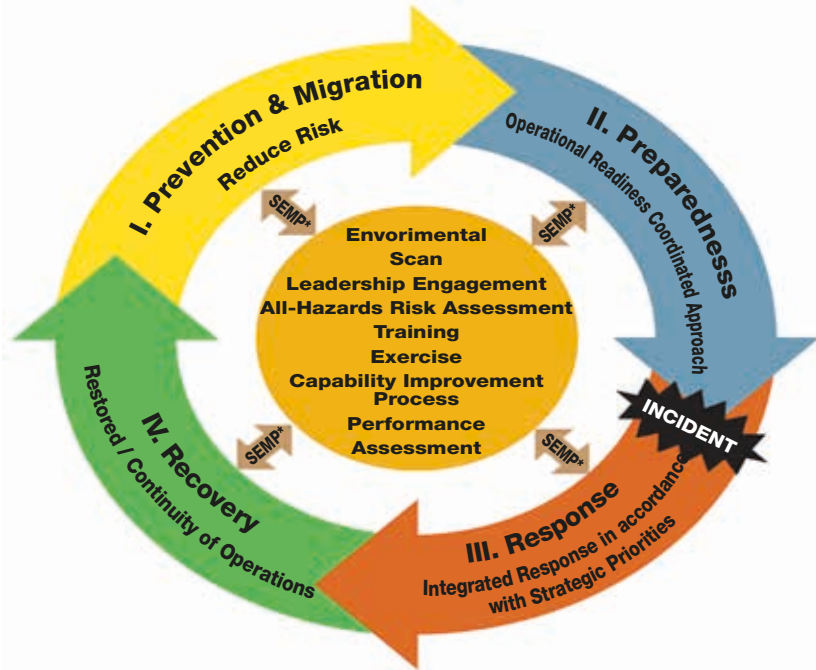 I. Prevention & Migration
Reduce Risk
II. Preparednesss
Operational Readiness Coordinated Approach
INCIDENT
III. Response
Integrated Response in accordance
with Strategic Priorities
IV. Recovery
Restored / Continuity of Operations
SEMP*
SEMP*
SEMP*
SEMP*
Envorimental
Scan
Leadership Engagement
All-Hazards Risk Assessment
Training
Exercise
Capability Improvement
Process
Performance
Assessment